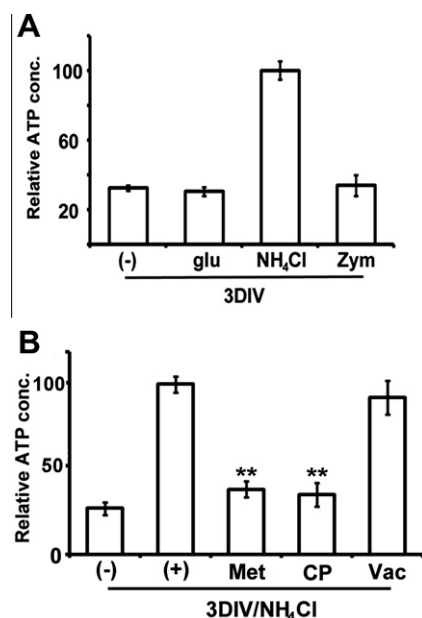 A
Relative ATP conc.
100
60
20
(-) glu NH₄Cl Zym
3DIV
B
Relative ATP conc.
100
50
0
** **
(-) (+) Met CP Vac
3DIV/NH₄Cl